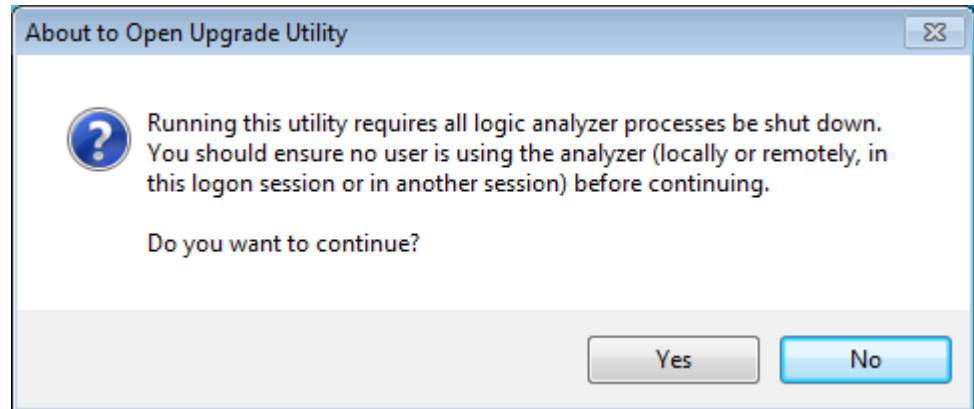 About to Open Upgrade Utility
Running this utility requires all logic analyzer processes be shut down.
You should ensure no user is using the analyzer (locally or remotely, in
this logon session or in another session) before continuing.
Do you want to continue?
Yes
No